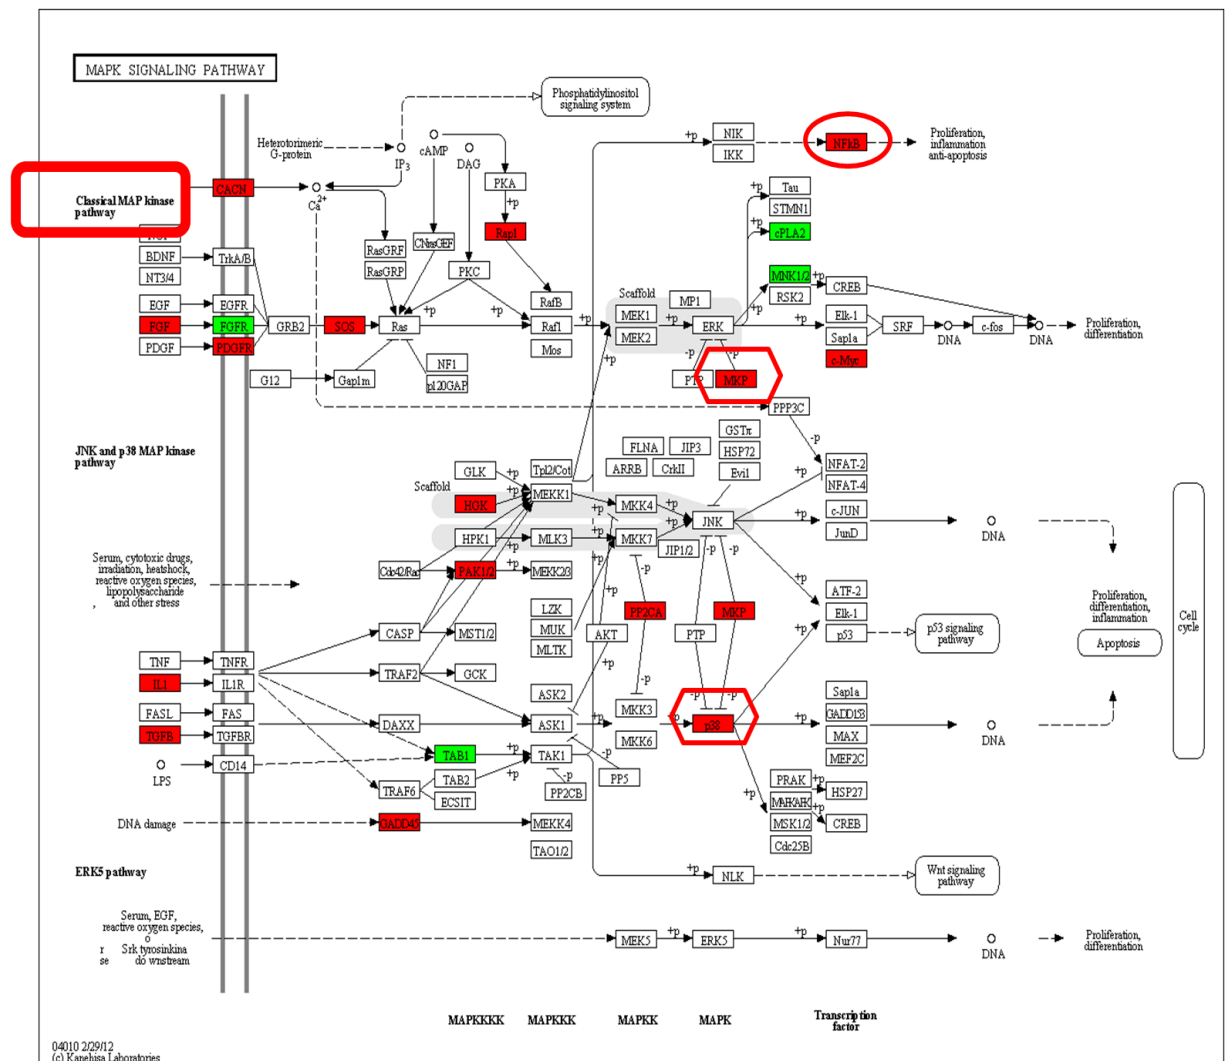 MAPK SIGNALING PATHWAY
Phosphatidylinositol
signaling system
Heterotorimeric
G-protein
IP3
cAMP
DAG
PKA
+p
+p
NIK
IKK
NFkB
Proliferation,
inflammation
anti-apoptosis
Classical MAP kinase
pathway
CACN
Ca2+
Rap1
RasGRF
RasGRP
CNrasGEF
PKC
+p
+p
+p
Tau
STMN1
cPLA2
BDNF
NT3/4
TrkA/B
EGF
EGFR
FGF
FGFR
PDGF
PDGFR
GRB2
SOS
Ras
G12
Gap1m
NF1
p120GAP
RafB
Raf1
Mos
+p
+p
Scaffold
MEK1
MEK2
MP1
+p
ERK
-p
-p
PTP
MKP
+p
+p
+p
MNK1/2
RSK2
+p
CREB
Elk-1
Sap1a
c-Myc
SRF
DNA
c-fos
DNA
Proliferation,
differentiation
PPP3C
-p
JNK and p38 MAP kinase
pathway
Scaffold
GLK
HGK
HPK1
+p
+p
+p
Tpl2/Cot
MEKK1
MLK3
MEKK2/3
FLNA
JIP3
ARRB
CrkII
GSTπ
HSP72
Evi1
+p
+p
MKK4
MKK7
+p
+p
JNK
JIP1/2
+p
NFAT-2
NFAT-4
+p
c-JUN
JunD
DNA
Serum, cytotoxic drugs,
irradiation, heatshock,
reactive oxygen species,
lipopolysaccharide
, and other stress
Cdc42/Rac
PAK1/2
+p
CASP
MST1/2
LZK
MUK
MLTK
AKT
+p
+p
-p
PP2CA
-p
-p
-p
PTP
MKP
+p
ATF-2
Elk-1
p53
p53 signaling
pathway
Proliferation,
differentiation,
inflammation
Apoptosis
Cell
cycle
TNF
TNFR
IL1
IL1R
FASL
FAS
TGFB
TGFBR
LPS
CD14
TRAF2
GCK
DAXX
ASK2
ASK1
+p
MKK3
MKK6
+p
-p
-p
p38
+p
+p
Sap1a
GADD153
MAX
MEF2C
DNA
TAB1
TAB2
ECSIT
TRAF6
+p
+p
TAK1
-p
-p
PP5
PP2CB
+p
PRAK
MAPKAPK
MSK1/2
Cdc25B
+p
+p
HSP27
CREB
DNA damage
GADD45
MEKK4
TAO1/2
ERK5 pathway
+p
NLK
Wnt signaling
pathway
Serum, EGF,
reactive oxygen species,
o
r Srk tyrosinkina
se do wnstream
MEK5
+p
ERK5
+p
Nur77
DNA
Proliferation,
differentiation
MAPKKKK
MAPKKK
MAPKK
MAPK
Transcription
factor
04010 2/29/12
(c) Kanehisa Laboratories